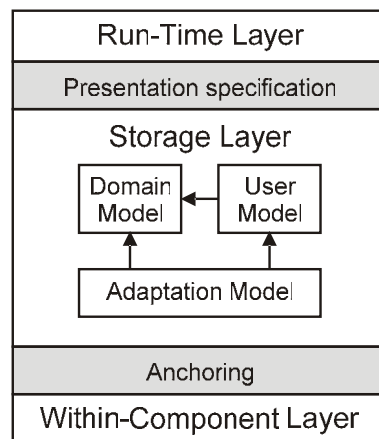 Run-Time Layer
Presentation specification
Storage Layer
Domain
Model
User
Model
Adaptation Model
Anchoring
Within-Component Layer